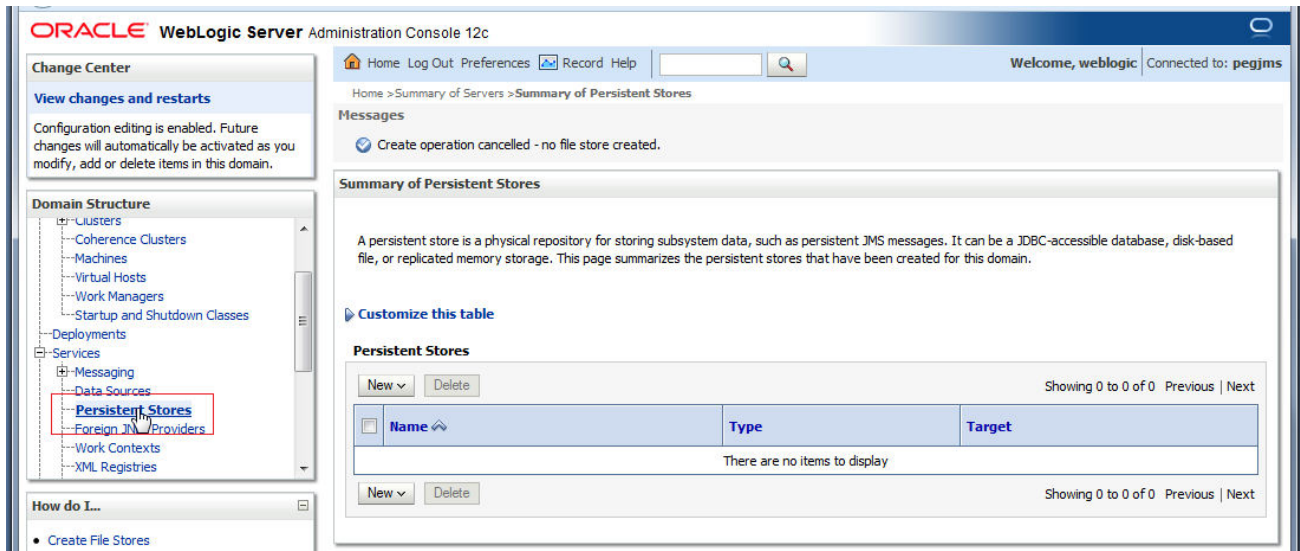 ORACLE WebLogic Server Administration Console 12c
Change Center
View changes and restarts
Configuration editing is enabled. Future
changes will automatically be activated as you
modify, add or delete items in this domain.
Domain Structure
Clusters
Coherence Clusters
Machines
Virtual Hosts
Work Managers
Startup and Shutdown Classes
Deployments
Services
Messaging
Data Sources
Persistent Stores
Foreign JMS Providers
Work Contexts
XML Registries
How do I...
Create File Stores
Home Log Out Preferences Record Help
Welcome, weblogic Connected to: pegjms
Home >Summary of Servers >Summary of Persistent Stores
Messages
Create operation cancelled - no file store created.
Summary of Persistent Stores
A persistent store is a physical repository for storing subsystem data, such as persistent JMS messages. It can be a JDBC-accessible database, disk-based
file, or replicated memory storage. This page summarizes the persistent stores that have been created for this domain.
Customize this table
Persistent Stores
New Delete Showing 0 to 0 of 0 Previous | Next
Name Type Target
There are no items to display
New Delete Showing 0 to 0 of 0 Previous | Next